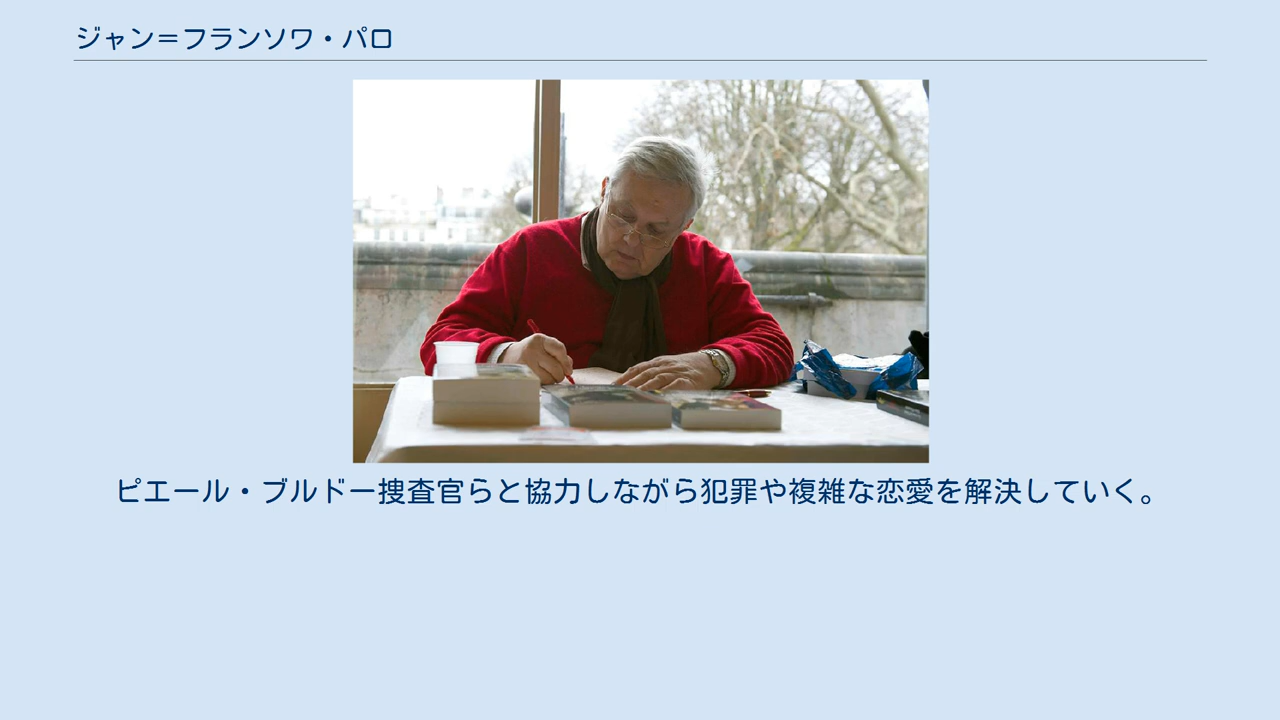 ジャン＝フランソワ・パロ
ピエール・ブルドー捜査官らと協力しながら犯罪や複雑な恋愛を解決していく。